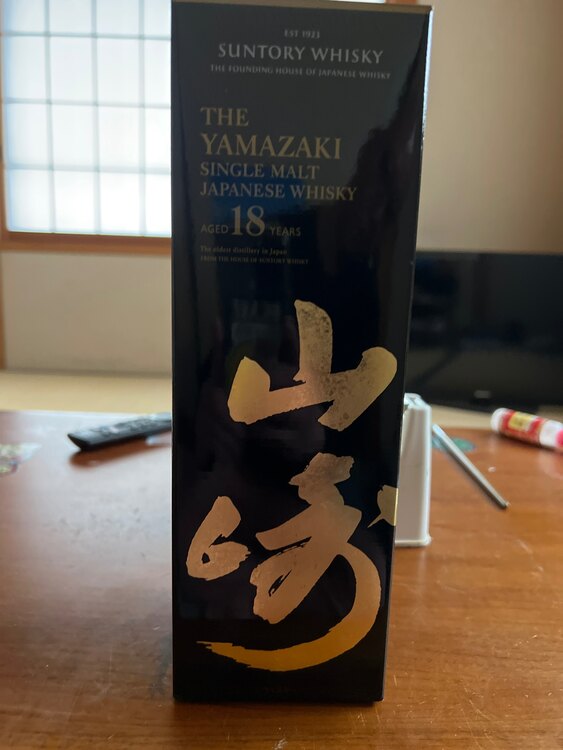 EST 1923
SUNTORY WHISKY
THE FOUNDING HOUSE OF JAPANESE WHISKY
THE
YAMAZAKI
SINGLE MALT
JAPANESE WHISKY
AGED 18 YEARS
The oldest distillery in Japan
FROM THE HOUSE OF SUNTORY WHISKY
山
崎